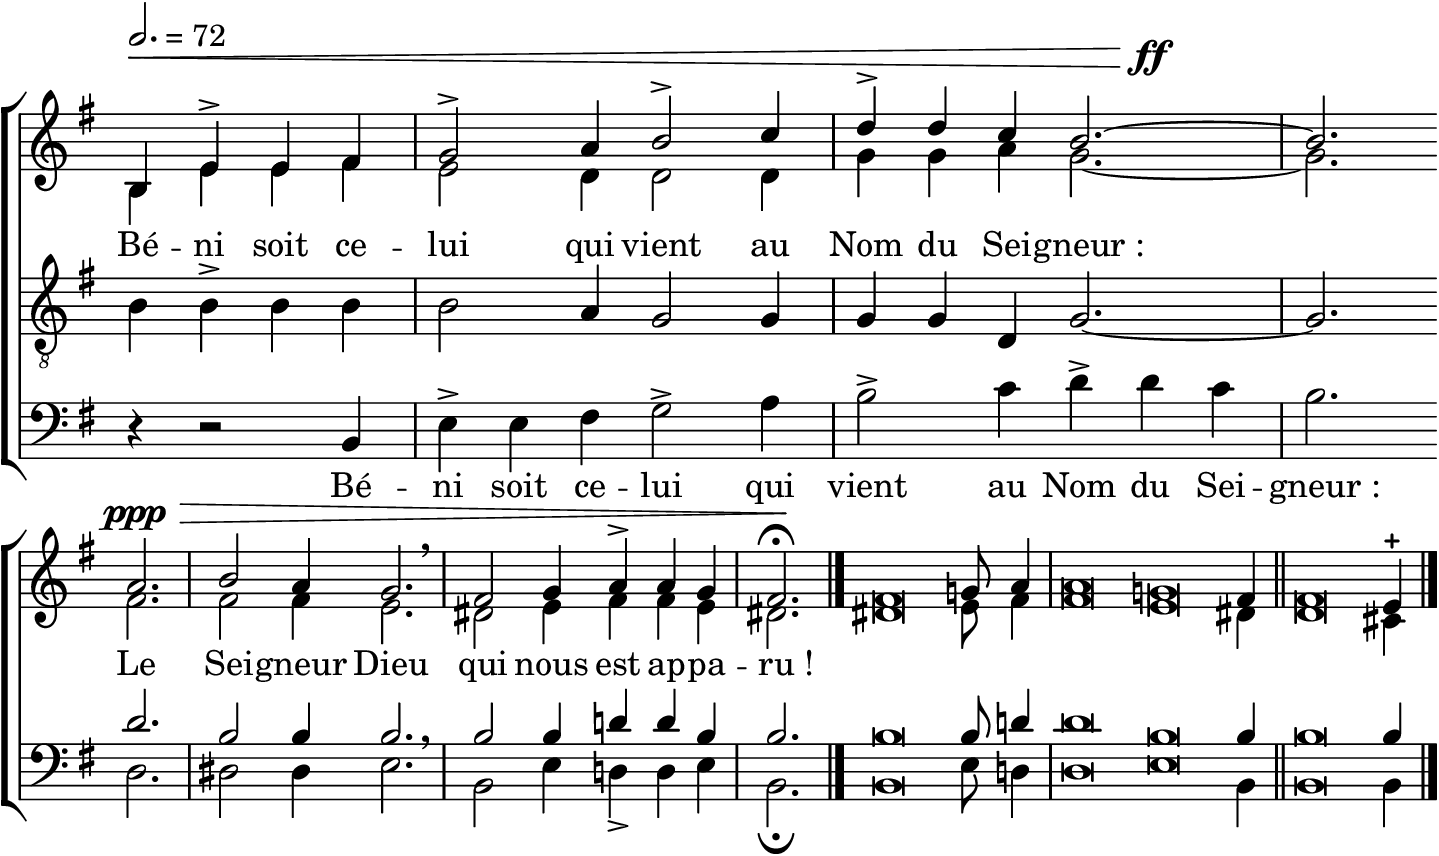 = 72
ff
Bé - ni soit ce - lui qui vient au Nom du Seigneur :
8
Bé - ni soit ce - lui qui vient au Nom du Sei - gneur :
ppp
Le Seigneur Dieu qui nous est appa - ru !